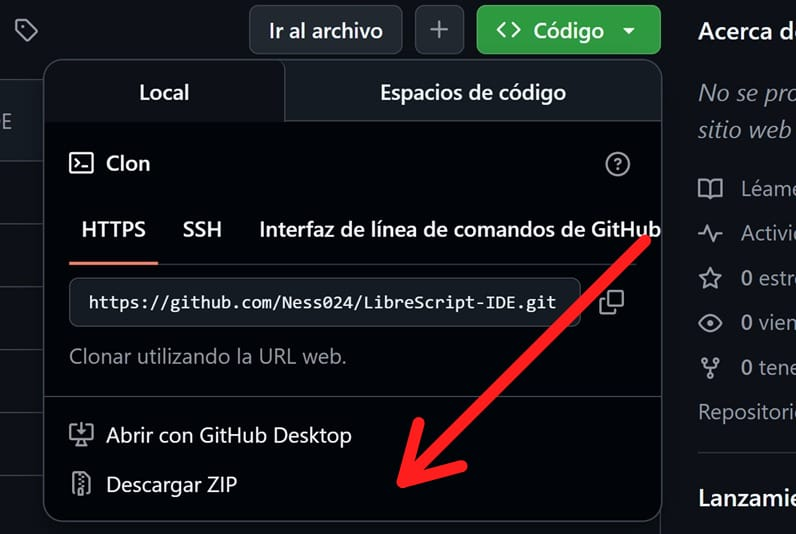 Ir al archivo
Código
Acerca d
Local
Espacios de código
No se pro
sitio web
E
Clon
Léame
HTTPS
SSH
Interfaz de línea de comandos de GitHub
Activi
0 estr
https://github.com/Ness024/LibreScript-IDE.git
0 vien
Clonar utilizando la URL web.
0 tene
Repositori
Abrir con GitHub Desktop
Descargar ZIP
Lanzamie